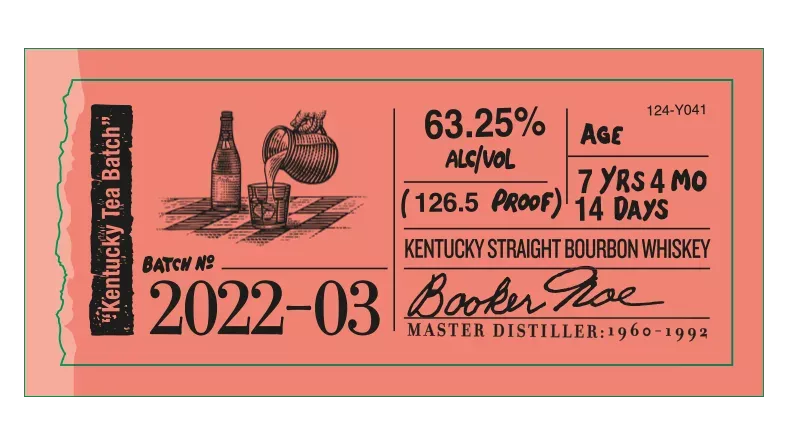 "Kentucky Tea Batch"
BATCH Nº
2022-03
63.25%
ALC/VOL
(126.5 PROOF)
124-Y041
AGE
7 YRS 4 MO
14 DAYS
KENTUCKY STRAIGHT BOURBON WHISKEY
Booker Noe
MASTER DISTILLER: 1960-1992